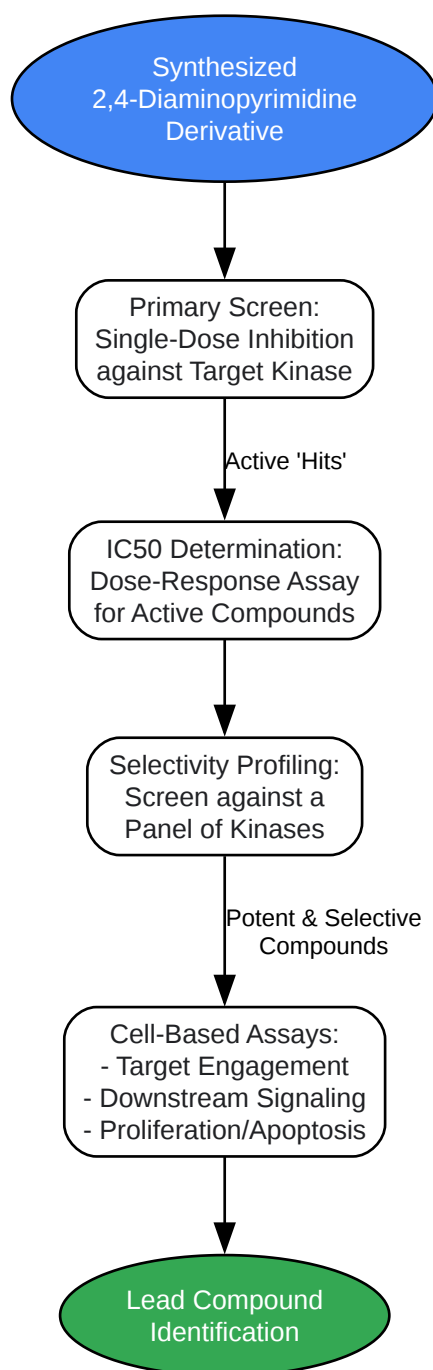 Synthesized
2,4-Diaminopyrimidine
Derivative
Primary Screen:
Single-Dose Inhibition
against Target Kinase
Active 'Hits'
IC50 Determination:
Dose-Response Assay
for Active Compounds
Selectivity Profiling:
Screen against a
Panel of Kinases
Potent & Selective
Compounds
Cell-Based Assays:
- Target Engagement
- Downstream Signaling
- Proliferation/Apoptosis
Lead Compound
Identification